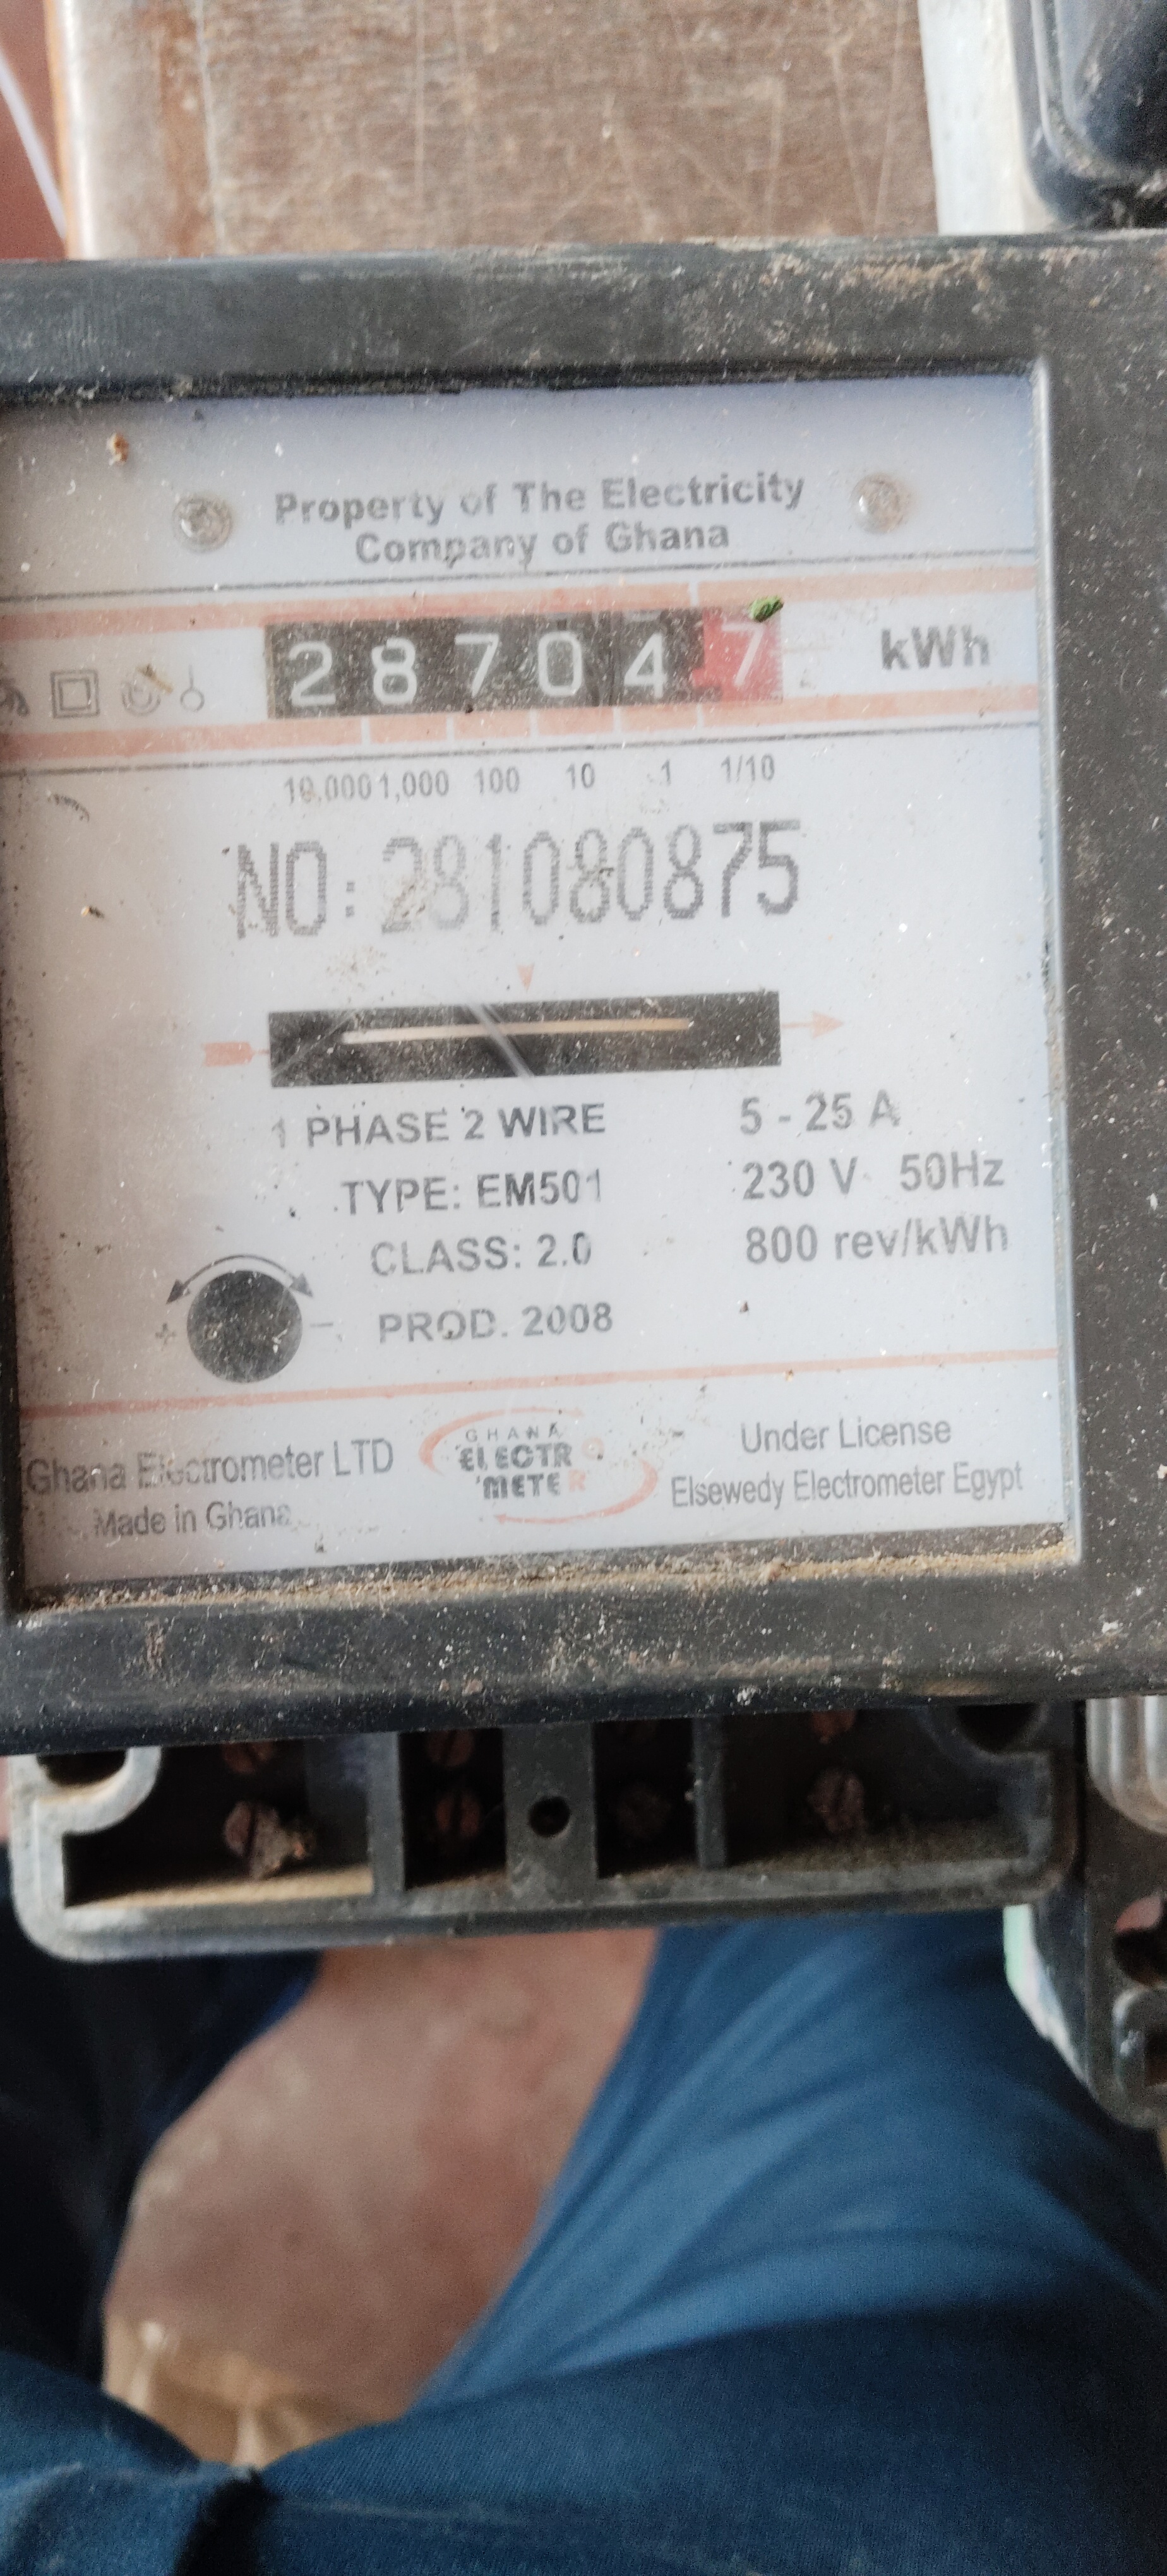 Property of The Electricity
Company of Ghana
287047 kWh
10,000 1,000 100 10 1 1/10
NO: 281080875
1 PHASE 2 WIRE 5 - 25 A
TYPE: EM501 230 V 50Hz
CLASS: 2.0 800 rev/kWh
+ - PROD. 2008
Ghana Electrometer LTD
Made in Ghana
GHANA
ELECTRO
METER
Under License
Elsewedy Electrometer Egypt